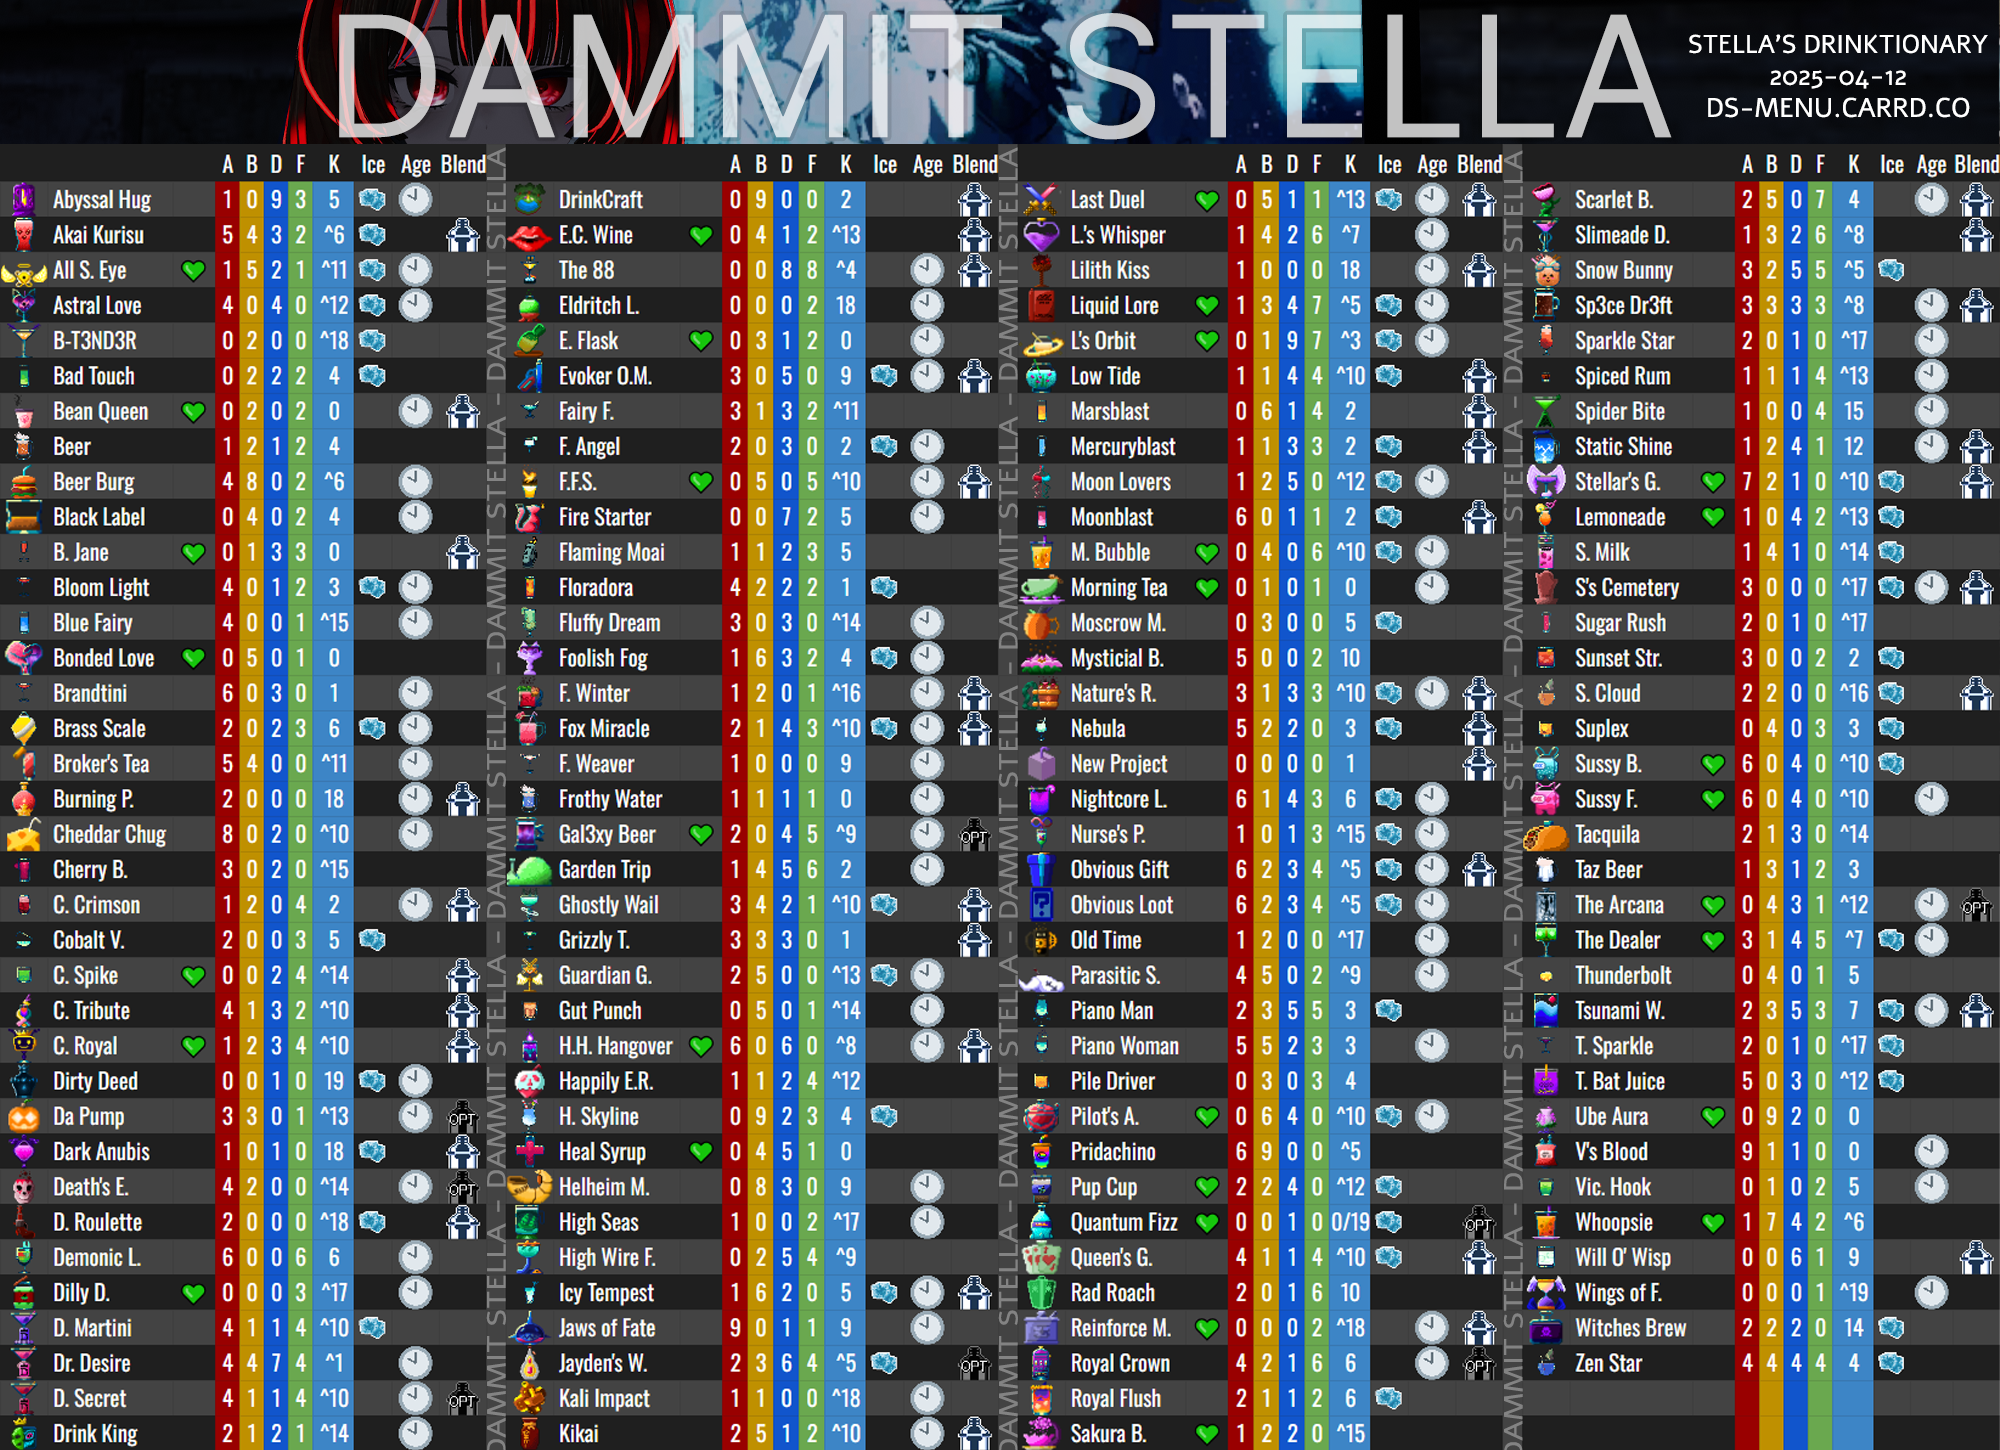 DAMMIT STELLA
STELLA'S DRINKTIONARY
2025-04-12
DS-MENU.CARRD.CO
A B D F K Ice Age Blend
Abyssal Hug 1 0 9 3 5
Akai Kurisu 5 4 3 2 ^6
All S. Eye 1 5 2 1 ^11
Astral Love 4 0 4 0 ^12
B-T3ND3R 0 2 0 0 ^18
Bad Touch 0 2 2 2 4
Bean Queen 0 2 0 2 0
Beer 1 2 1 2 4
Beer Burg 4 8 0 2 ^6
Black Label 0 4 0 2 4
B. Jane 0 1 3 3 0
Bloom Light 4 0 1 2 3
Blue Fairy 4 0 0 1 ^15
Bonded Love 0 5 0 1 0
Brandtini 6 0 3 0 1
Brass Scale 2 0 2 3 6
Broker's Tea 5 4 0 0 ^11
Burning P. 2 0 0 0 18
Cheddar Chug 8 0 2 0 ^10
Cherry B. 3 0 2 0 ^15
C. Crimson 1 2 0 4 2
Cobalt V. 2 0 0 3 5
C. Spike 0 0 2 4 ^14
C. Tribute 4 1 3 2 ^10
C. Royal 1 2 3 4 ^10
Dirty Deed 0 0 1 0 19
Da Pump 3 3 0 1 ^13 OPT
Dark Anubis 1 0 1 0 18
Death's E. 4 2 0 0 ^14 OPT
D. Roulette 2 0 0 0 ^18
Demonic L. 6 0 0 6 6
Dilly D. 0 0 0 3 ^17
D. Martini 4 1 1 4 ^10
Dr. Desire 4 4 7 4 ^1
D. Secret 4 1 1 4 ^10 OPT
Drink King 2 1 2 1 ^14
DAMMIT STELLA - DAMMIT STELLA - DAMMIT STELLA - DAMMIT STELLA
A B D F K Ice Age Blend
DrinkCraft 0 9 0 0 2
E.C. Wine 0 4 1 2 ^13
The 88 0 0 8 8 ^4
Eldritch L. 0 0 0 2 18
E. Flask 0 3 1 2 0
Evoker O.M. 3 0 5 0 9
Fairy F. 3 1 3 2 ^11
F. Angel 2 0 3 0 2
F.F.S. 0 5 0 5 ^10
Fire Starter 0 0 7 2 5
Flaming Moai 1 1 2 3 5
Floradora 4 2 2 2 1
Fluffy Dream 3 0 3 0 ^14
Foolish Fog 1 6 3 2 4
F. Winter 1 2 0 1 ^16
Fox Miracle 2 1 4 3 ^10
F. Weaver 1 0 0 0 9
Frothy Water 1 1 1 1 0
Gal3xy Beer 2 0 4 5 ^9 OPT
Garden Trip 1 4 5 6 2
Ghostly Wail 3 4 2 1 ^10
Grizzly T. 3 3 3 0 1
Guardian G. 2 5 0 0 ^13
Gut Punch 0 5 0 1 ^14
H.H. Hangover 6 0 6 0 ^8
Happily E.R. 1 1 2 4 ^12
H. Skyline 0 9 2 3 4
Heal Syrup 0 4 5 1 0
Helheim M. 0 8 3 0 9
High Seas 1 0 0 2 ^17
High Wire F. 0 2 5 4 ^9
Icy Tempest 1 6 2 0 5
Jaws of Fate 9 0 1 1 9
Jayden's W. 2 3 6 4 ^5 OPT
Kali Impact 1 1 0 0 ^18
Kikai 2 5 1 2 ^10
DAMMIT STELLA - DAMMIT STELLA - DAMMIT STELLA - DAMMIT STELLA
A B D F K Ice Age Blend
Last Duel 0 5 1 1 ^13
L.'s Whisper 1 4 2 6 ^7
Lilith Kiss 1 0 0 0 18
Liquid Lore 1 3 4 7 ^5
L's Orbit 0 1 9 7 ^3
Low Tide 1 1 4 4 ^10
Marsblast 0 6 1 4 2
Mercuryblast 1 1 3 3 2
Moon Lovers 1 2 5 0 ^12
Moonblast 6 0 1 1 2
M. Bubble 0 4 0 6 ^10
Morning Tea 0 1 0 1 0
Moscrow M. 0 3 0 0 5
Mysticial B. 5 0 0 2 10
Nature's R. 3 1 3 3 ^10
Nebula 5 2 2 0 3
New Project 0 0 0 0 1
Nightcore L. 6 1 4 3 6
Nurse's P. 1 0 1 3 ^15
Obvious Gift 6 2 3 4 ^5
Obvious Loot 6 2 3 4 ^5
Old Time 1 2 0 0 ^17
Parasitic S. 4 5 0 2 ^9
Piano Man 2 3 5 5 3
Piano Woman 5 5 2 3 3
Pile Driver 0 3 0 3 4
Pilot's A. 0 6 4 0 ^10
Pridachino 6 9 0 0 ^5
Pup Cup 2 2 4 0 ^12
Quantum Fizz 0 0 1 0 0/19 OPT
Queen's G. 4 1 1 4 ^10
Rad Roach 2 0 1 6 10
Reinforce M. 0 0 0 2 ^18
Royal Crown 4 2 1 6 6 OPT
Royal Flush 2 1 1 2 6
Sakura B. 1 2 2 0 ^15
DAMMIT STELLA - DAMMIT STELLA - DAMMIT STELLA - DAMMIT STELLA
A B D F K Ice Age Blend
Scarlet B. 2 5 0 7 4
Slimeade D. 1 3 2 6 ^8
Snow Bunny 3 2 5 5 ^5
Sp3ce Dr3ft 3 3 3 3 ^8
Sparkle Star 2 0 1 0 ^17
Spiced Rum 1 1 1 4 ^13
Spider Bite 1 0 0 4 15
Static Shine 1 2 4 1 12
Stellar's G. 7 2 1 0 ^10
Lemoneade 1 0 4 2 ^13
S. Milk 1 4 1 0 ^14
S's Cemetery 3 0 0 0 ^17
Sugar Rush 2 0 1 0 ^17
Sunset Str. 3 0 0 2 2
S. Cloud 2 2 0 0 ^16
Suplex 0 4 0 3 3
Sussy B. 6 0 4 0 ^10
Sussy F. 6 0 4 0 ^10
Tacquila 2 1 3 0 ^14
Taz Beer 1 3 1 2 3
The Arcana 0 4 3 1 ^12 OPT
The Dealer 3 1 4 5 ^7
Thunderbolt 0 4 0 1 5
Tsunami W. 2 3 5 3 7
T. Sparkle 2 0 1 0 ^17
T. Bat Juice 5 0 3 0 ^12
Ube Aura 0 9 2 0 0
V's Blood 9 1 1 0 0
Vic. Hook 0 1 0 2 5
Whoopsie 1 7 4 2 ^6
Will O' Wisp 0 0 6 1 9
Wings of F. 0 0 0 1 ^19
Witches Brew 2 2 2 0 14
Zen Star 4 4 4 4 4